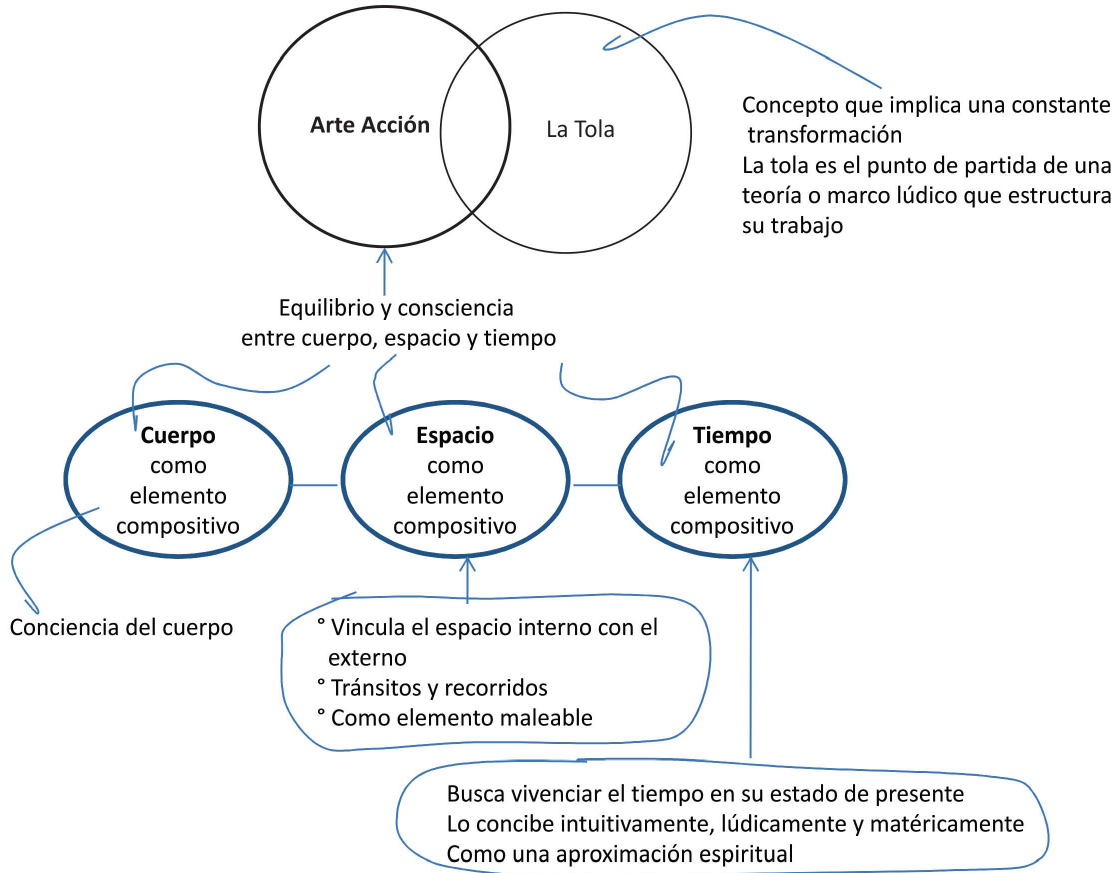 Arte Acción
La Tola
Concepto que implica una constante
transformación
La tola es el punto de partida de una
teoría o marco lúdico que estructura
su trabajo
Equilibrio y consciencia
entre cuerpo, espacio y tiempo
Cuerpo
como
elemento
compositivo
Espacio
como
elemento
compositivo
Tiempo
como
elemento
compositivo
Conciencia del cuerpo
° Vincula el espacio interno con el
externo
° Tránsitos y recorridos
° Como elemento maleable
Busca vivenciar el tiempo en su estado de presente
Lo concibe intuitivamente, lúdicamente y matéricamente
Como una aproximación espiritual